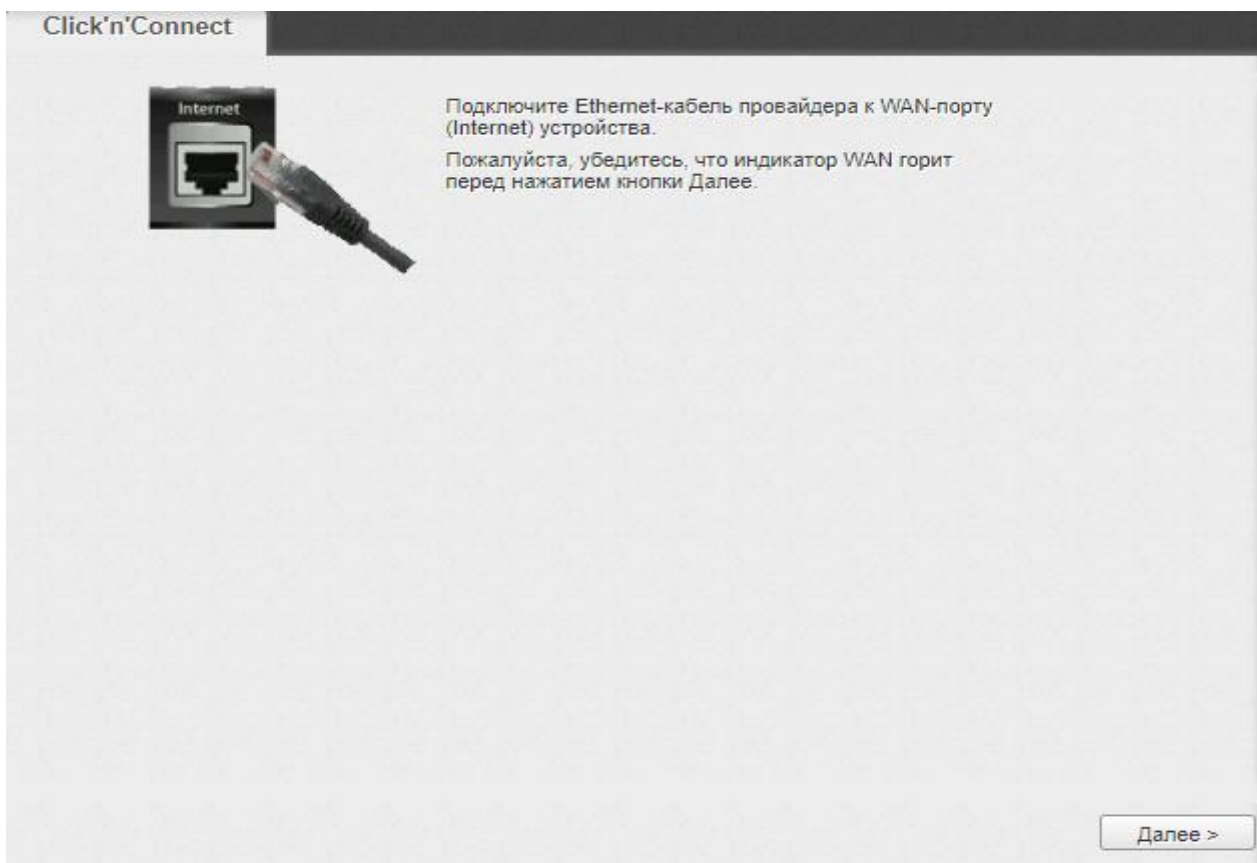 Click'n'Connect
Internet
Подключите Ethernet-кабель провайдера к WAN-порту
(Internet) устройства.
Пожалуйста, убедитесь, что индикатор WAN горит
перед нажатием кнопки Далее.
Далее >